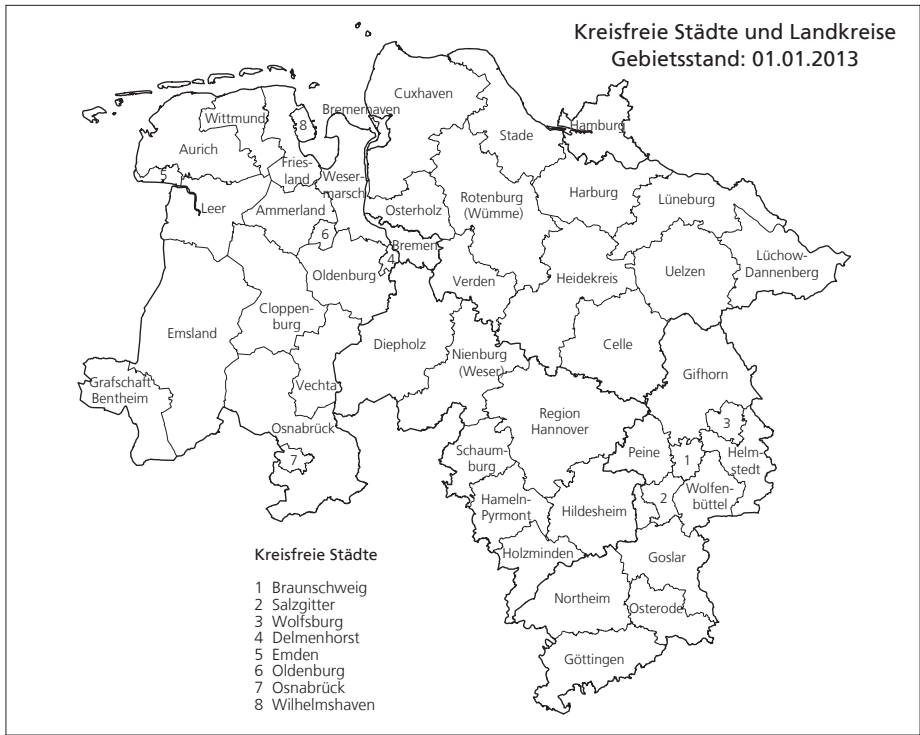 Kreisfreie Städte und Landkreise
Gebietsstand: 01.01.2013
Cuxhaven
Bremerhaven
Wittmund
8
Hamburg
Stade
Aurich
Fries-
land
Weser-
marsch
Harburg
Lüneburg
Leer
Ammerland
Osterholz
Rotenburg
(Wümme)
6
Bremen
4
Lüchow-
Dannenberg
Oldenburg
Verden
Heidekreis
Uelzen
Cloppen-
burg
Emsland
Diepholz
Nienburg
(Weser)
Celle
Gifhorn
Grafschaft
Bentheim
Vechta
Region
Hannover
Osnabrück
3
7
Schaum-
burg
Peine
1
Helm-
stedt
Hameln-
Pyrmont
Hildesheim
2
Wolfen-
büttel
Holzminden
Goslar
Northeim
Osterode
Göttingen
Kreisfreie Städte
1 Braunschweig
2 Salzgitter
3 Wolfsburg
4 Delmenhorst
5 Emden
6 Oldenburg
7 Osnabrück
8 Wilhelmshaven